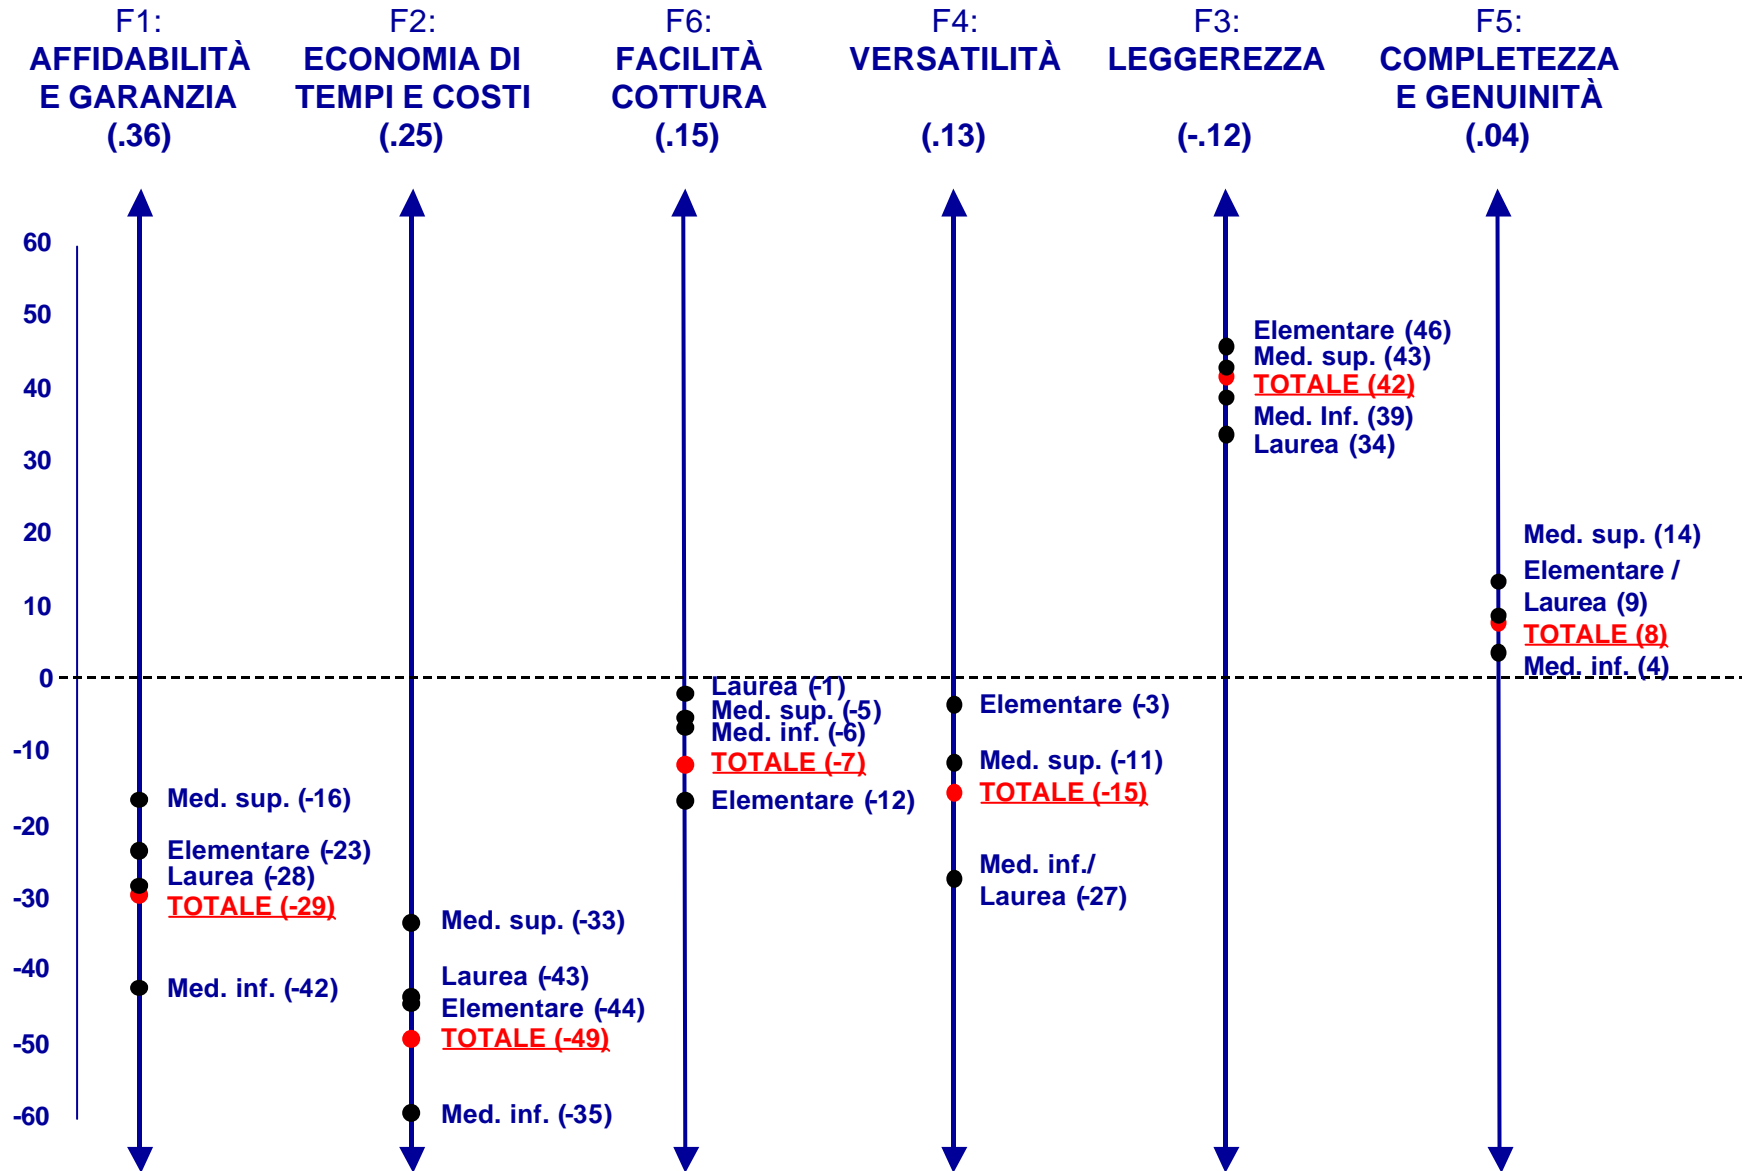 F1:
AFFIDABILITÀ
E GARANZIA
(.36)
F2:
ECONOMIA DI
TEMPI E COSTI
(.25)
F6:
FACILITÀ
COTTURA
(.15)
F4:
VERSATILITÀ
(.13)
F3:
LEGGEREZZA
(-.12)
F5:
COMPLETEZZA
E GENUINITÀ
(.04)
60
50
40
30
20
10
0
-10
-20
-30
-40
-50
-60
Med. sup. (-16)
Elementare (-23)
Laurea (-28)
TOTALE (-29)
Med. inf. (-42)
Med. sup. (-33)
Laurea (-43)
Elementare (-44)
TOTALE (-49)
Med. inf. (-35)
Laurea (-1)
Med. sup. (-5)
Med. inf. (-6)
TOTALE (-7)
Elementare (-12)
Elementare (-3)
Med. sup. (-11)
TOTALE (-15)
Med. inf./
Laurea (-27)
Elementare (46)
Med. sup. (43)
TOTALE (42)
Med. Inf. (39)
Laurea (34)
Med. sup. (14)
Elementare /
Laurea (9)
TOTALE (8)
Med. inf. (4)